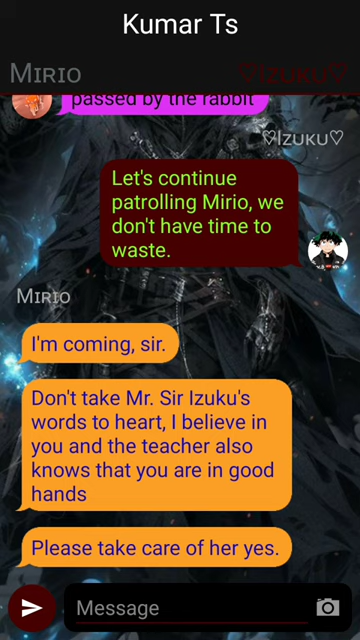 Kumar Ts
Mirio
♡Izuku♡
passed by the rabbit
♡Izuku♡
Let's continue
patrolling Mirio, we
don't have time to
waste.
Mirio
I'm coming, sir.
Don't take Mr. Sir Izuku's
words to heart, I believe in
you and the teacher also
knows that you are in good
hands
Please take care of her yes.
Message